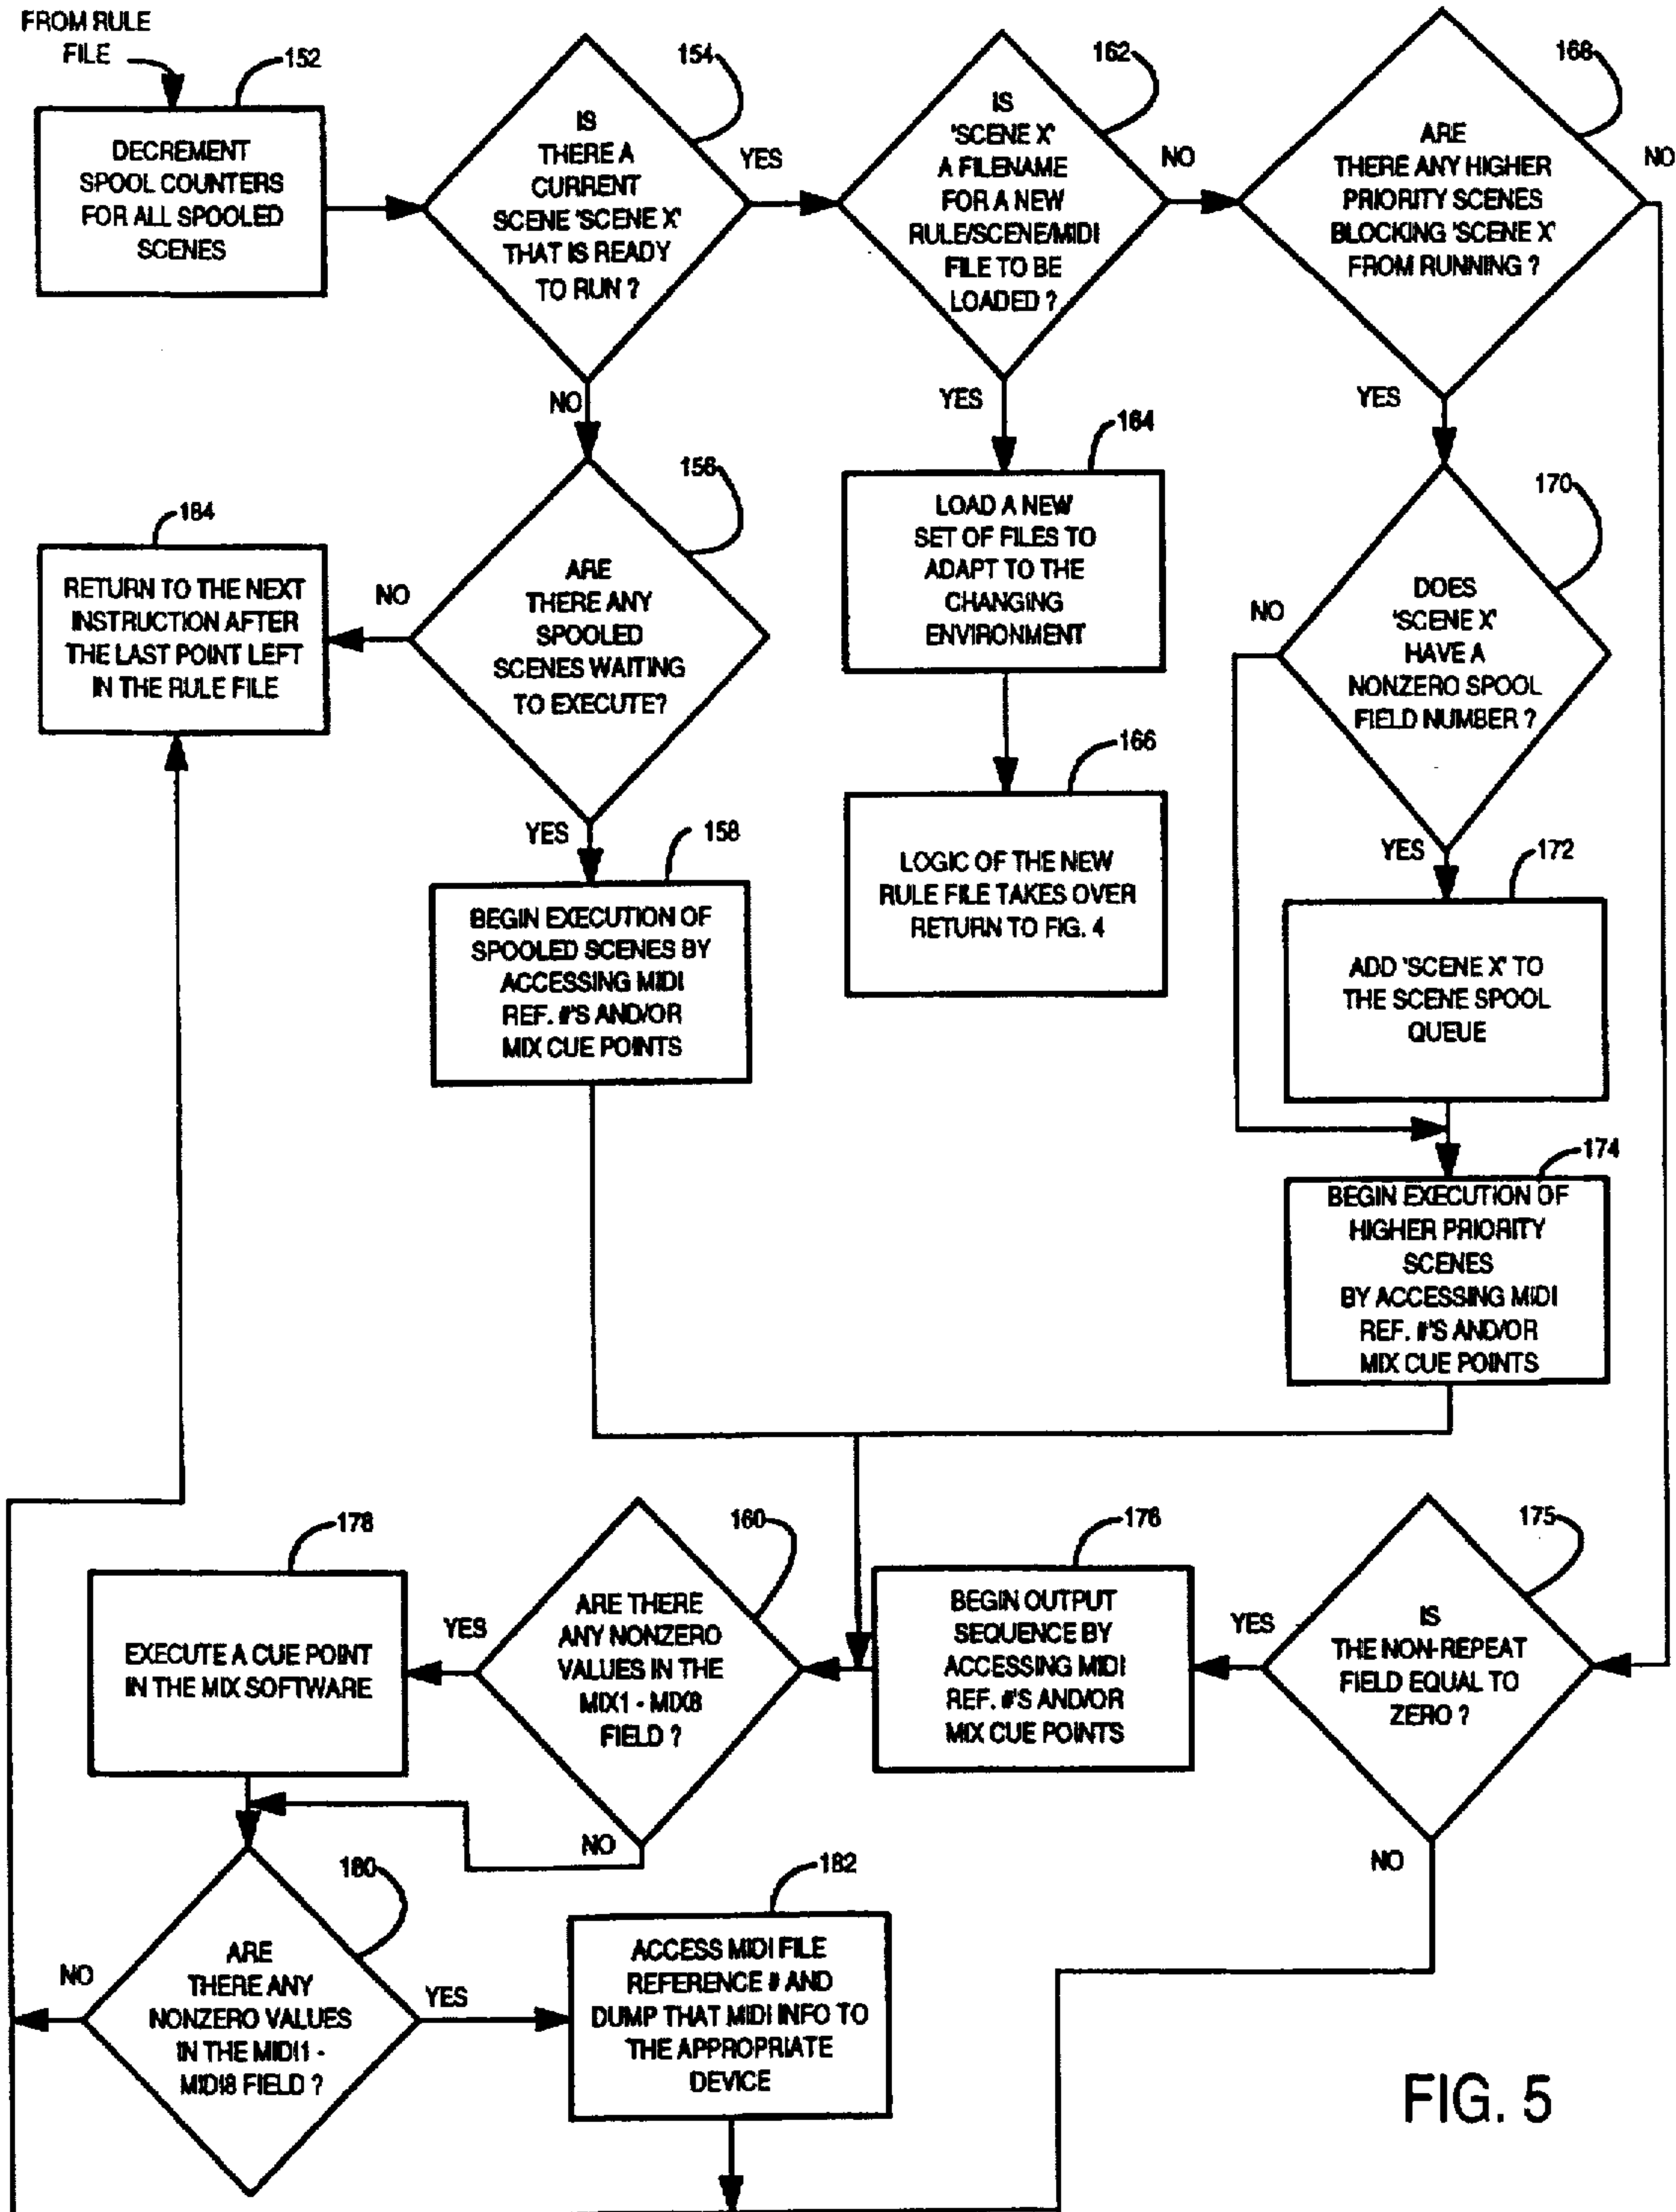 FROM RULE
FILE
152
DECREMENT
SPOOL COUNTERS
FOR ALL SPOOLED
SCENES
154
IS
THERE A
CURRENT
SCENE 'SCENE X'
THAT IS READY
TO RUN ?
YES
NO
162
IS
'SCENE X'
A FILENAME
FOR A NEW
RULE/SCENE/MIDI
FILE TO BE
LOADED ?
NO
YES
168
ARE
THERE ANY HIGHER
PRIORITY SCENES
BLOCKING 'SCENE X'
FROM RUNNING ?
NO
YES
184
RETURN TO THE NEXT
INSTRUCTION AFTER
THE LAST POINT LEFT
IN THE RULE FILE
NO
156
ARE
THERE ANY
SPOOLED
SCENES WAITING
TO EXECUTE?
YES
158
BEGIN EXECUTION OF
SPOOLED SCENES BY
ACCESSING MIDI
REF. #'S AND/OR
MIX CUE POINTS
164
LOAD A NEW
SET OF FILES TO
ADAPT TO THE
CHANGING
ENVIRONMENT
166
LOGIC OF THE NEW
RULE FILE TAKES OVER
RETURN TO FIG. 4
170
DOES
'SCENE X'
HAVE A
NONZERO SPOOL
FIELD NUMBER ?
NO
YES
172
ADD 'SCENE X' TO
THE SCENE SPOOL
QUEUE
174
BEGIN EXECUTION OF
HIGHER PRIORITY
SCENES
BY ACCESSING MIDI
REF. #'S AND/OR
MIX CUE POINTS
178
EXECUTE A CUE POINT
IN THE MIX SOFTWARE
YES
160
ARE THERE
ANY NONZERO
VALUES IN THE
MIX1 - MIX8
FIELD ?
NO
176
BEGIN OUTPUT
SEQUENCE BY
ACCESSING MIDI
REF. #'S AND/OR
MIX CUE POINTS
YES
175
IS
THE NON-REPEAT
FIELD EQUAL TO
ZERO ?
NO
180
ARE
THERE ANY
NONZERO VALUES
IN THE MIDI1 -
MIDI8 FIELD ?
NO
YES
182
ACCESS MIDI FILE
REFERENCE # AND
DUMP THAT MIDI INFO TO
THE APPROPRIATE
DEVICE
FIG. 5